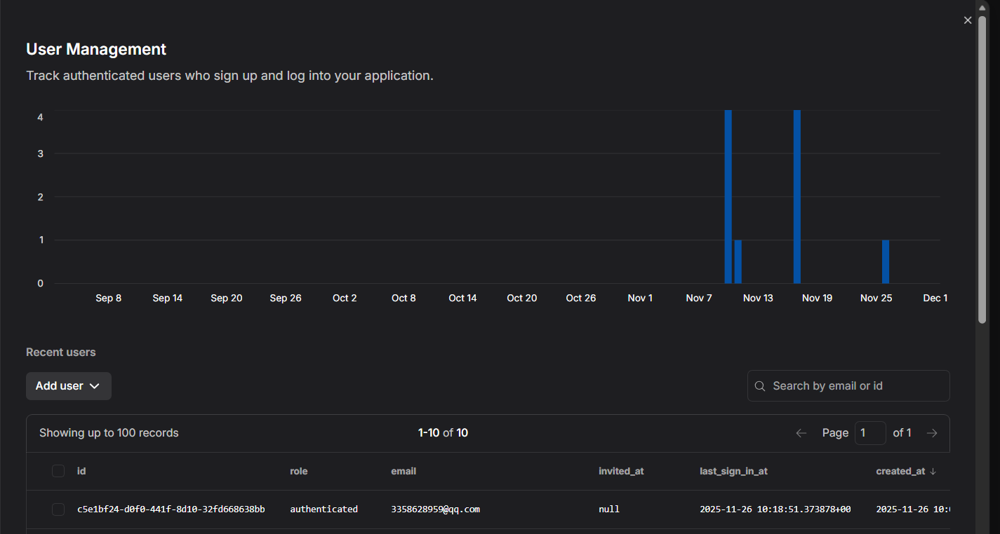 User Management
Track authenticated users who sign up and log into your application.
4
3
2
1
0
Sep 8 Sep 14 Sep 20 Sep 26 Oct 2 Oct 8 Oct 14 Oct 20 Oct 26 Nov 1 Nov 7 Nov 13 Nov 19 Nov 25 Dec 1
Recent users
Add user Search by email or id
Showing up to 100 records 1-10 of 10 Page 1 of 1
id role email invited_at last_sign_in_at created_at
c5e1bf24-d0f0-441f-8d10-32fd668638bb authenticated 3358628959@qq.com null 2025-11-26 10:18:51.373878+00 2025-11-26 10: